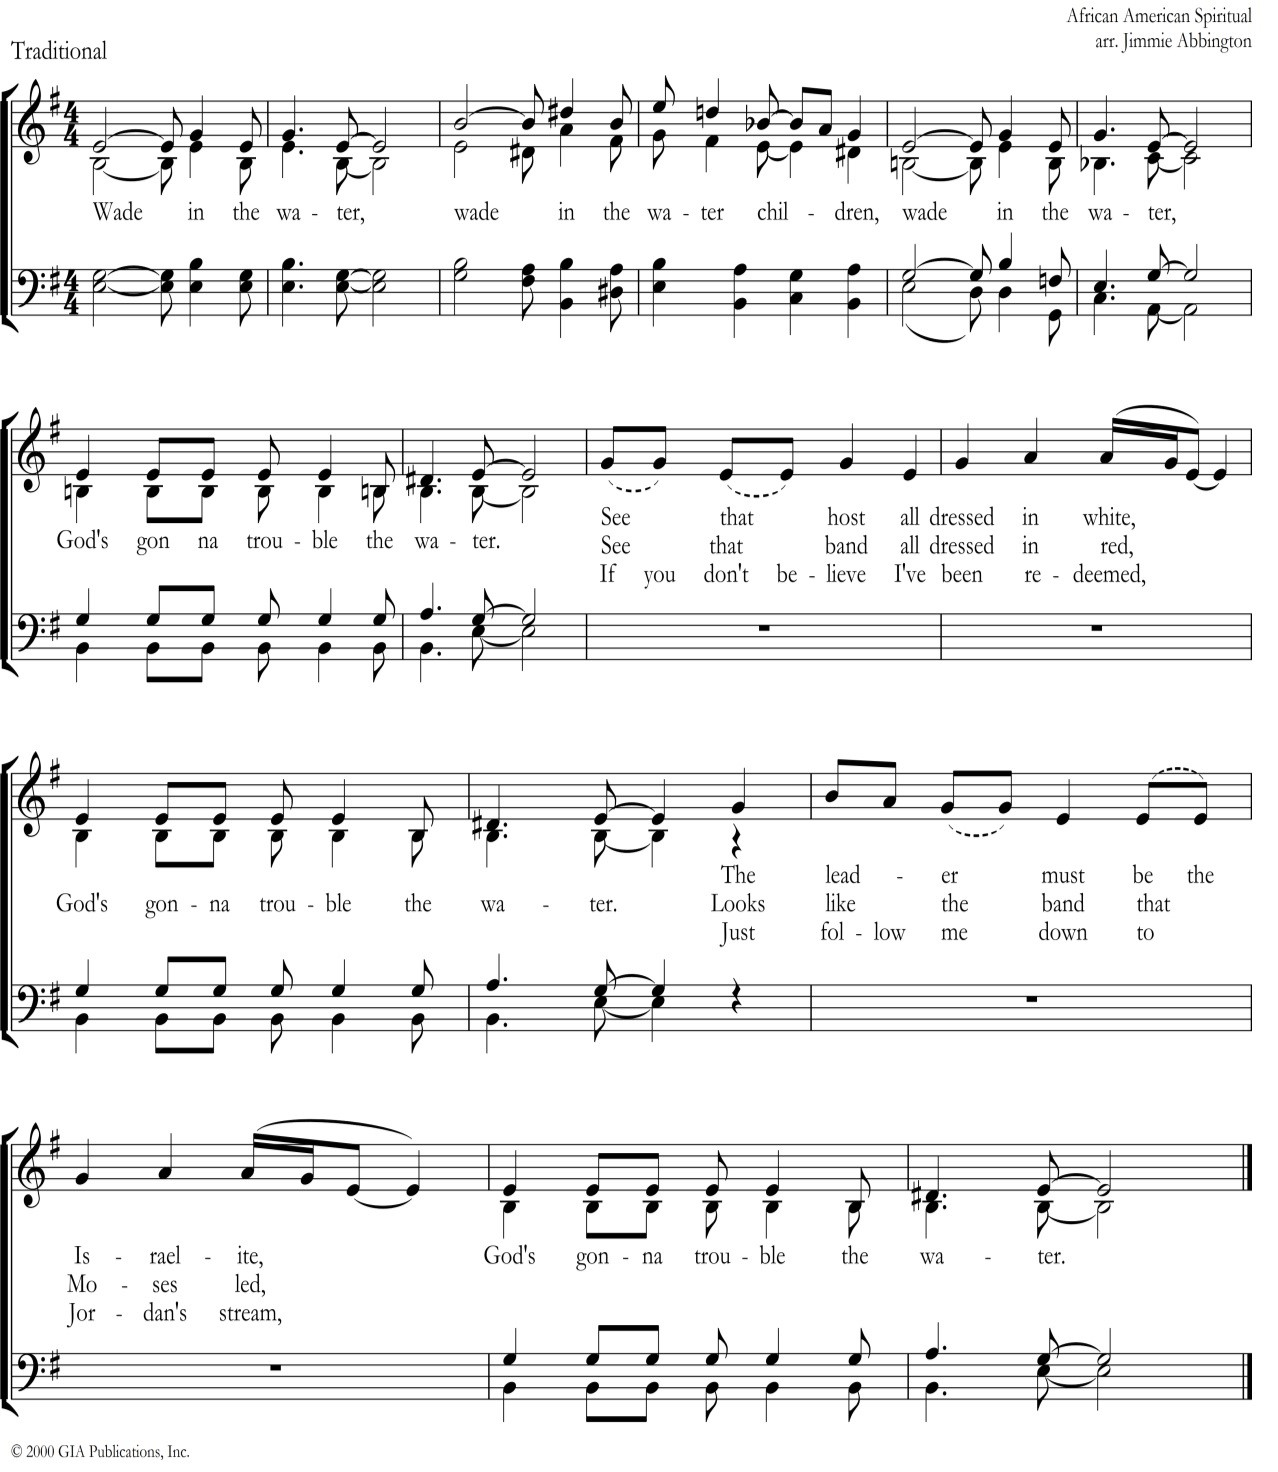 African American Spiritual
Traditional
arr. Jimmie Abbington
4
4
Wade in the wa - ter, wade in the wa - ter chil - dren, wade in the wa - ter,
4
4
God's gon na trou - ble the wa - ter.
See that host all dressed in white,
See that band all dressed in red,
If you don't be - lieve I've been re - deemed,
The lead - er must be the
God's gon - na trou - ble the wa - ter. Looks like the band that
Just fol - low me down to
Is - rael - ite, God's gon - na trou - ble the wa - ter.
Mo - ses led,
Jor - dan's stream,
© 2000 GIA Publications, Inc.